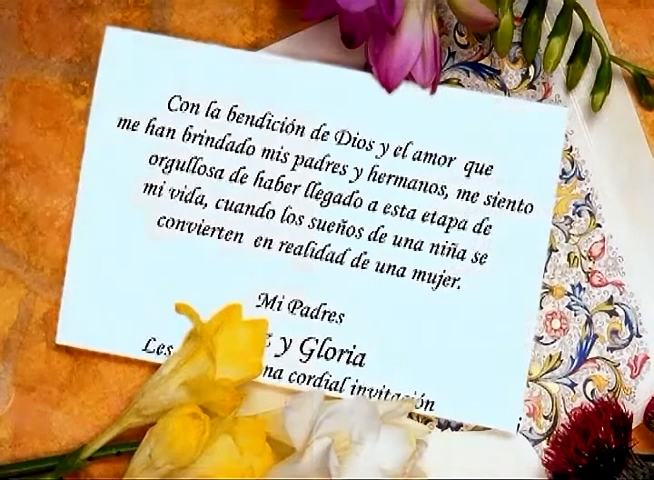 Con la bendición de Dios y el amor que
me han brindado mis padres y hermanos, me siento
orgullosa de haber llegado a esta etapa de
mi vida, cuando los sueños de una niña se
convierten en realidad de una mujer.
Mi Padres
y Gloria
Les cordial invitación